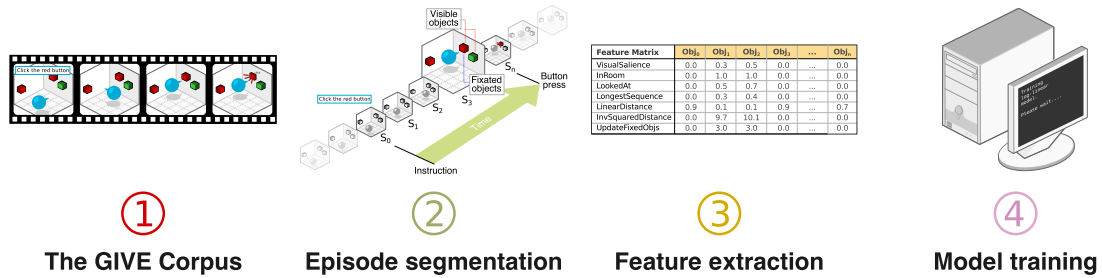 Click the red button
Visible
objects
Click the red button
Fixated
objects
S0
S1
S2
S3
Sn
Time
Instruction
Button
press
Feature Matrix Obj0 Obj1 Obj2 Obj3 ... Objn
VisualSalience 0.0 0.3 0.5 0.0 ... 0.0
InRoom 0.0 1.0 1.0 0.0 ... 0.0
LookedAt 0.0 0.5 0.7 0.0 ... 0.0
LongestSequence 0.0 0.3 0.4 0.0 ... 0.0
LinearDistance 0.9 0.1 0.1 0.9 ... 0.7
InvSquaredDistance 0.0 9.7 10.1 0.0 ... 0.0
UpdateFixedObjs 0.0 3.0 3.0 0.0 ... 0.0
Training
log-linear
model
Please wait....
1
2
3
4
The GIVE Corpus
Episode segmentation
Feature extraction
Model training